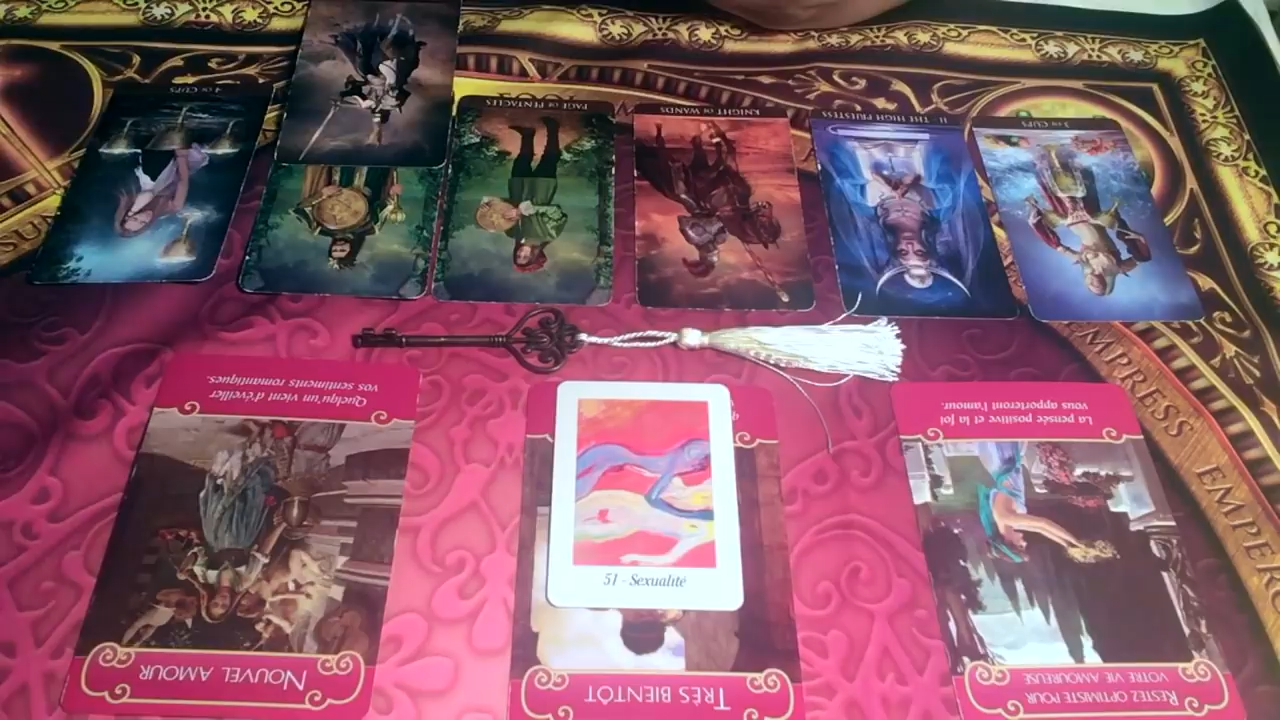 4 OF CUPS
PAGE OF PENTACLES
KNIGHT OF WANDS
II THE HIGH PRIESTESS
3 OF CUPS
SUN
EMPRESS
Quelqu'un vient d'éveiller
vos sentiments romantiques.
NOUVEL AMOUR
51 - Sexualité
TRÈS BIENTÔT
La pensée positive et la foi
vous apporteront l'amour.
RESTEZ OPTIMISTE POUR
VOTRE VIE AMOUREUSE